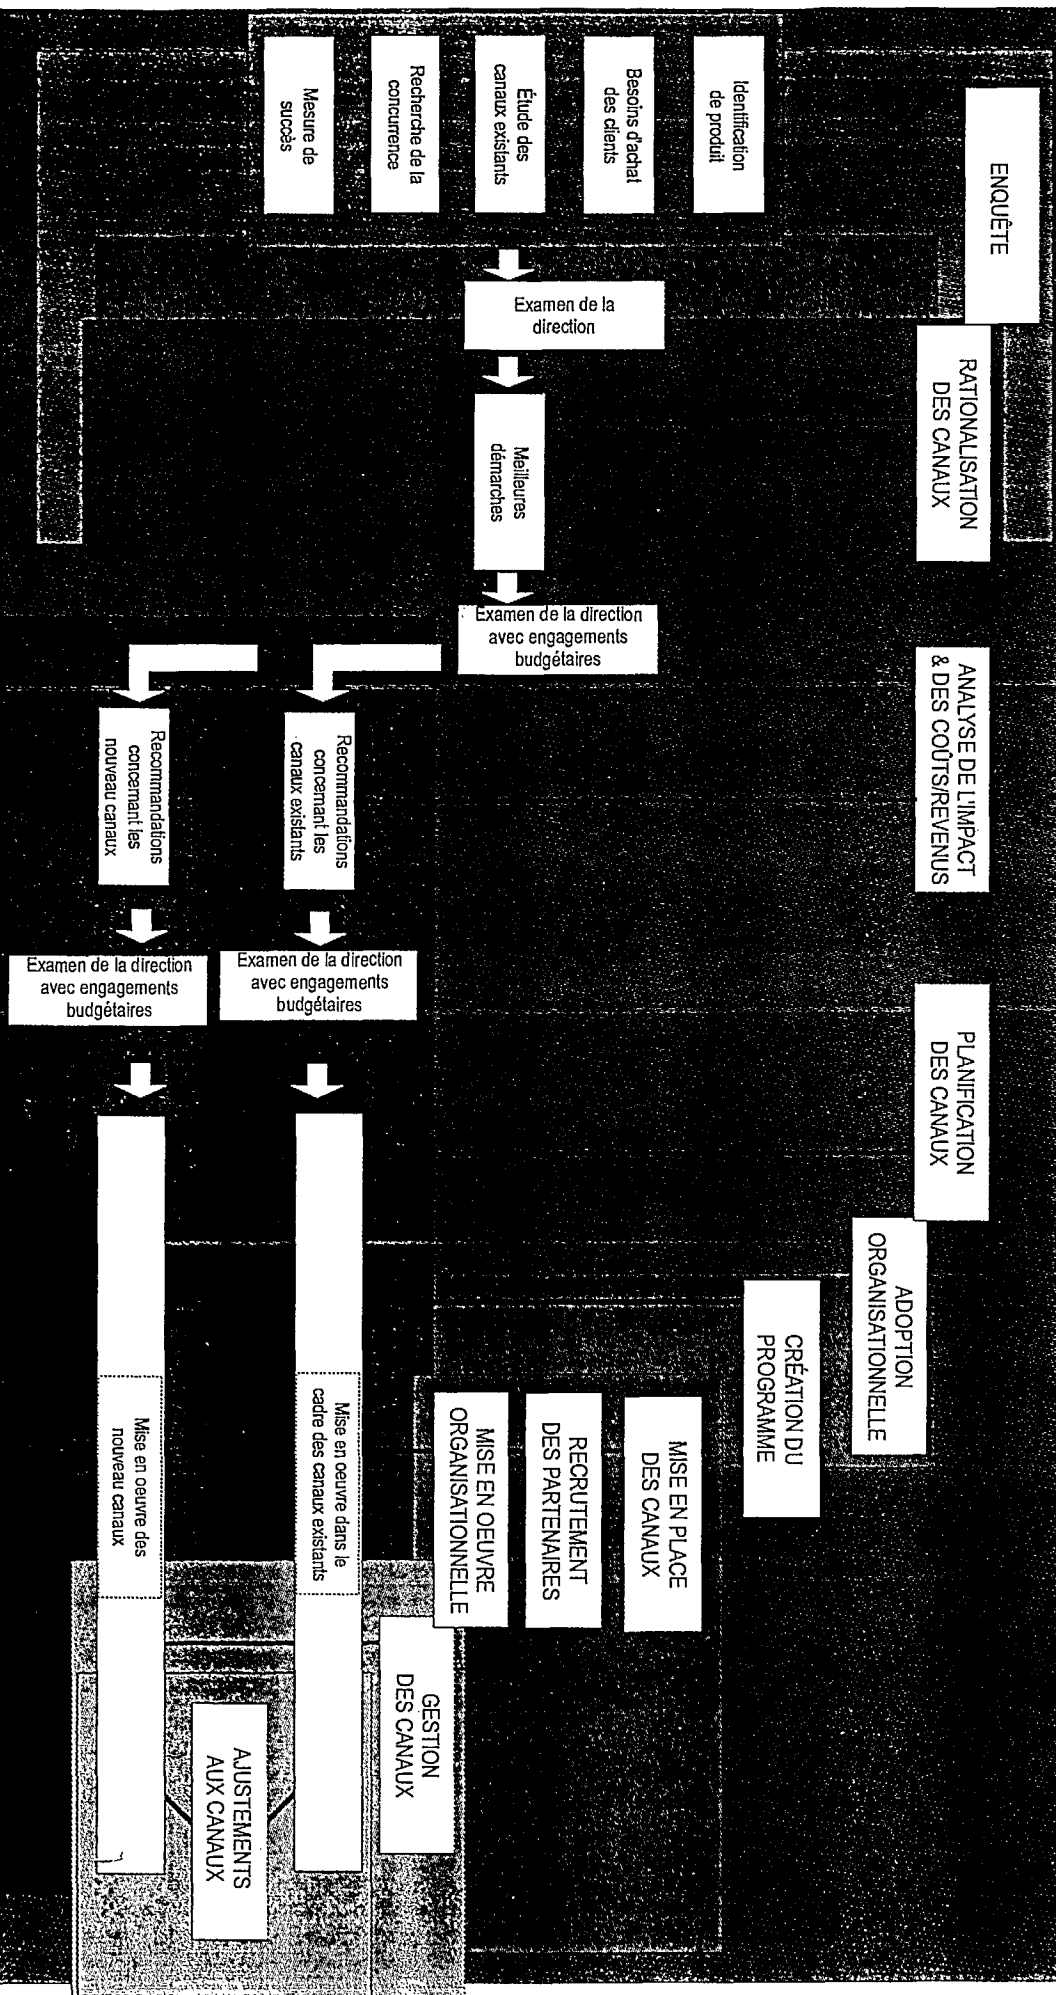 ENQUÊTE
RATIONALISATION
DES CANAUX
ANALYSE DE L'IMPACT
& DES COÛTS/REVENUS
PLANIFICATION
DES CANAUX
ADOPTION
ORGANISATIONNELLE
CRÉATION DU
PROGRAMME
MISE EN PLACE
DES CANAUX
RECRUTEMENT
DES PARTENAIRES
MISE EN OEUVRE
ORGANISATIONNELLE
GESTION
DES CANAUX
AJUSTEMENTS
AUX CANAUX
Identification
de produit
Besoins d'achat
des clients
Étude des
canaux existants
Recherche de la
concurrence
Mesure de
succès
Examen de la
direction
Meilleures
démarches
Examen de la direction
avec engagements
budgétaires
Recommandations
concernant les
canaux existants
Recommandations
concernant les
nouveau canaux
Examen de la direction
avec engagements
budgétaires
Examen de la direction
avec engagements
budgétaires
Mise en oeuvre dans le
cadre des canaux existants
Mise en oeuvre des
nouveau canaux